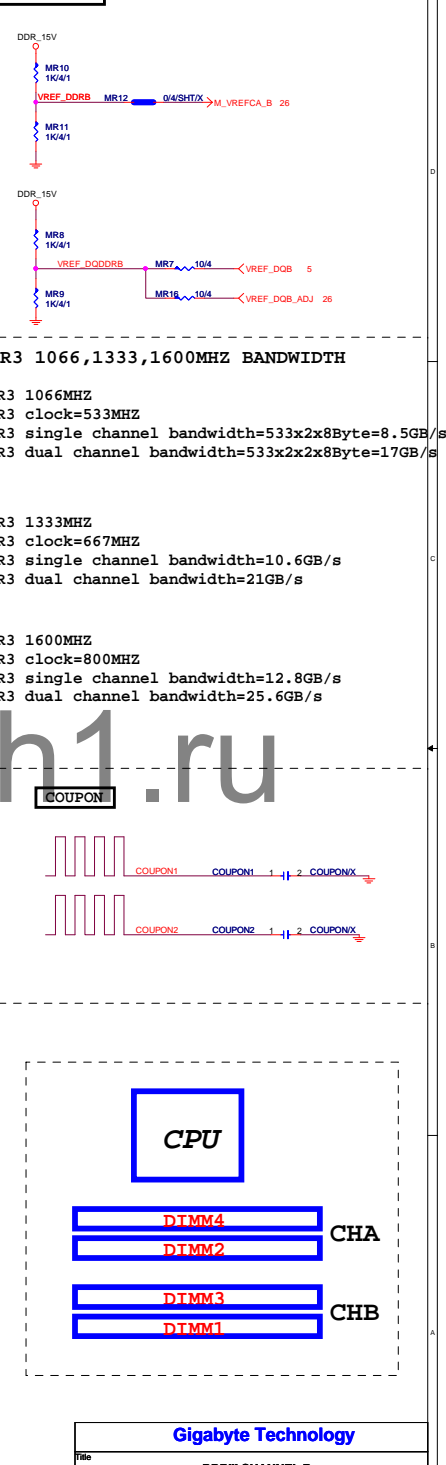 DDR_15V
MR10
1K/4/1
VREF_DDRB MR12 0/4/SHT/X M_VREFCA_B 26
MR11
1K/4/1
DDR_15V
MR8
1K/4/1
VREF_DQDDRB MR7 10/4 VREF_DQB 5
MR9
1K/4/1
MR16 10/4 VREF_DQB_ADJ 26
D
R3 1066,1333,1600MHZ BANDWIDTH
R3 1066MHZ
R3 clock=533MHZ
R3 single channel bandwidth=533x2x8Byte=8.5GB/s
R3 dual channel bandwidth=533x2x2x8Byte=17GB/s
R3 1333MHZ
R3 clock=667MHZ
R3 single channel bandwidth=10.6GB/s
R3 dual channel bandwidth=21GB/s
C
R3 1600MHZ
R3 clock=800MHZ
R3 single channel bandwidth=12.8GB/s
R3 dual channel bandwidth=25.6GB/s
h1.ru
COUPON
COUPON1 COUPON1 1 2 COUPON/X
COUPON2 COUPON2 1 2 COUPON/X
B
CPU
DIMM4
DIMM2
CHA
DIMM3
DIMM1
CHB
A
Gigabyte Technology
Title